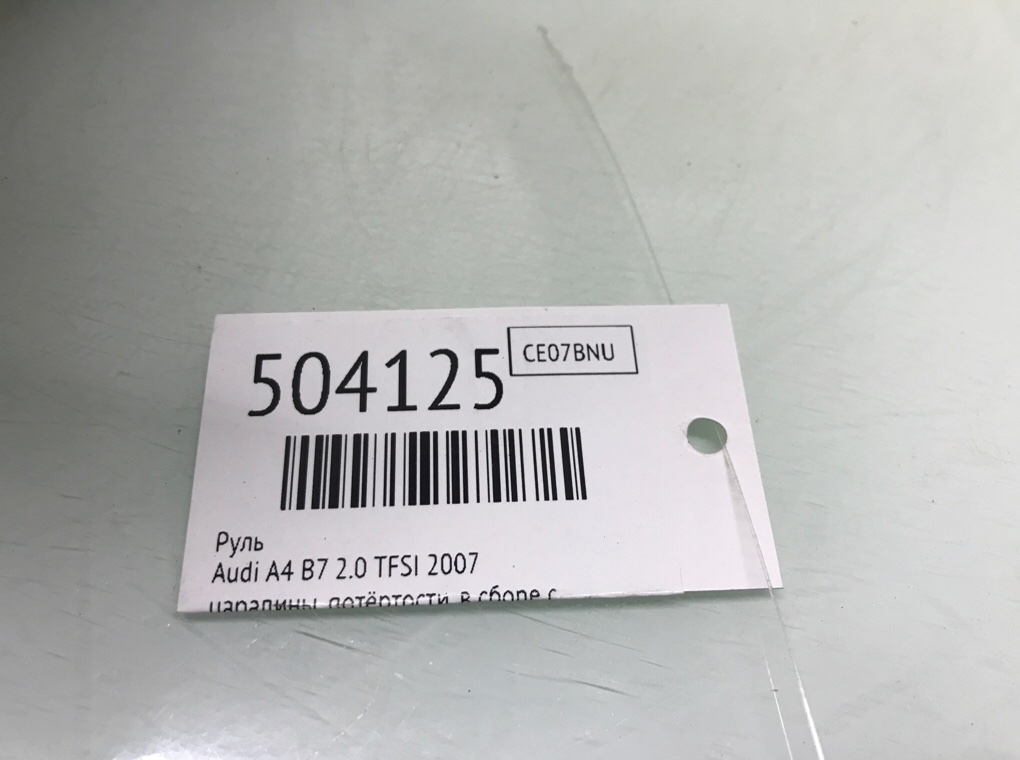 504125
CE07BNU
Руль
Audi A4 B7 2.0 TFSI 2007
царапины, потёртости, в сборе с